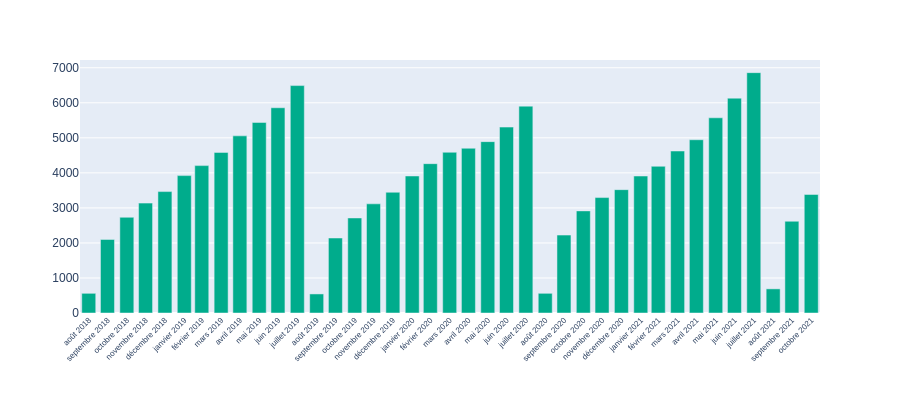 7000
6000
5000
4000
3000
2000
1000
0
août 2018
septembre 2018
octobre 2018
novembre 2018
décembre 2018
janvier 2019
février 2019
mars 2019
avril 2019
mai 2019
juin 2019
juillet 2019
août 2019
septembre 2019
octobre 2019
novembre 2019
décembre 2019
janvier 2020
février 2020
mars 2020
avril 2020
mai 2020
juin 2020
juillet 2020
août 2020
septembre 2020
octobre 2020
novembre 2020
décembre 2020
janvier 2021
février 2021
mars 2021
avril 2021
mai 2021
juin 2021
juillet 2021
août 2021
septembre 2021
octobre 2021